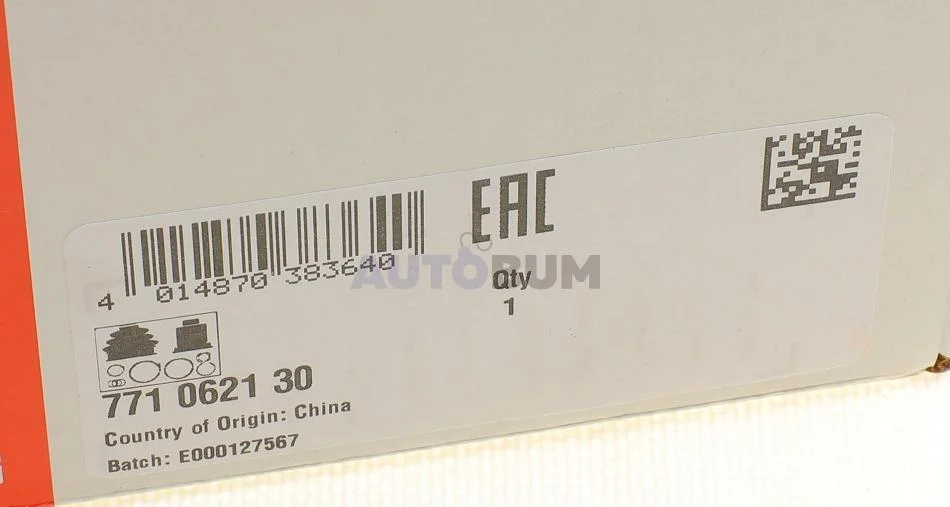 EAC
4 014870 383640
AUTORUM
Qty
1
771 0621 30
Country of Origin: China
Batch: E000127567